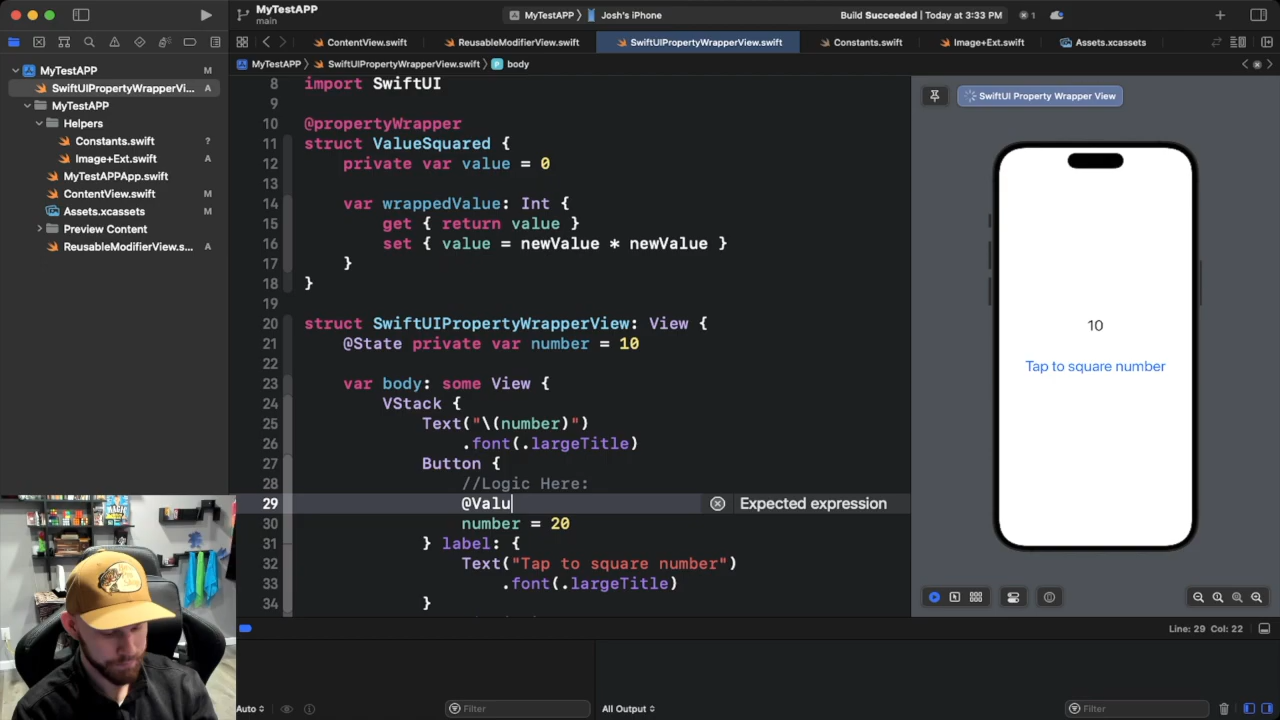 MyTestAPP
main
MyTestAPP
Josh's iPhone
Build Succeeded | Today at 3:33 PM
1
ContentView.swift
ReusableModifierView.swift
SwiftUIPropertyWrapperView.swift
Constants.swift
Image+Ext.swift
Assets.xcassets
MyTestAPP M
SwiftUIPropertyWrapperVi... A
MyTestAPP
Helpers
Constants.swift ?
Image+Ext.swift A
MyTestAPPApp.swift
ContentView.swift M
Assets.xcassets M
Preview Content
ReusableModifierView.s... A
MyTestAPP SwiftUIPropertyWrapperView.swift body
8 import SwiftUI
9
10 @propertyWrapper
11 struct ValueSquared {
12 private var value = 0
13
14 var wrappedValue: Int {
15 get { return value }
16 set { value = newValue * newValue }
17 }
18 }
19
20 struct SwiftUIPropertyWrapperView: View {
21 @State private var number = 10
22
23 var body: some View {
24 VStack {
25 Text("\(number)")
26 .font(.largeTitle)
27 Button {
28 //Logic Here:
29 @Valu Expected expression
30 number = 20
31 } label: {
32 Text("Tap to square number")
33 .font(.largeTitle)
34 }
SwiftUI Property Wrapper View
10
Tap to square number
Line: 29 Col: 22
Auto
Filter
All Output
Filter